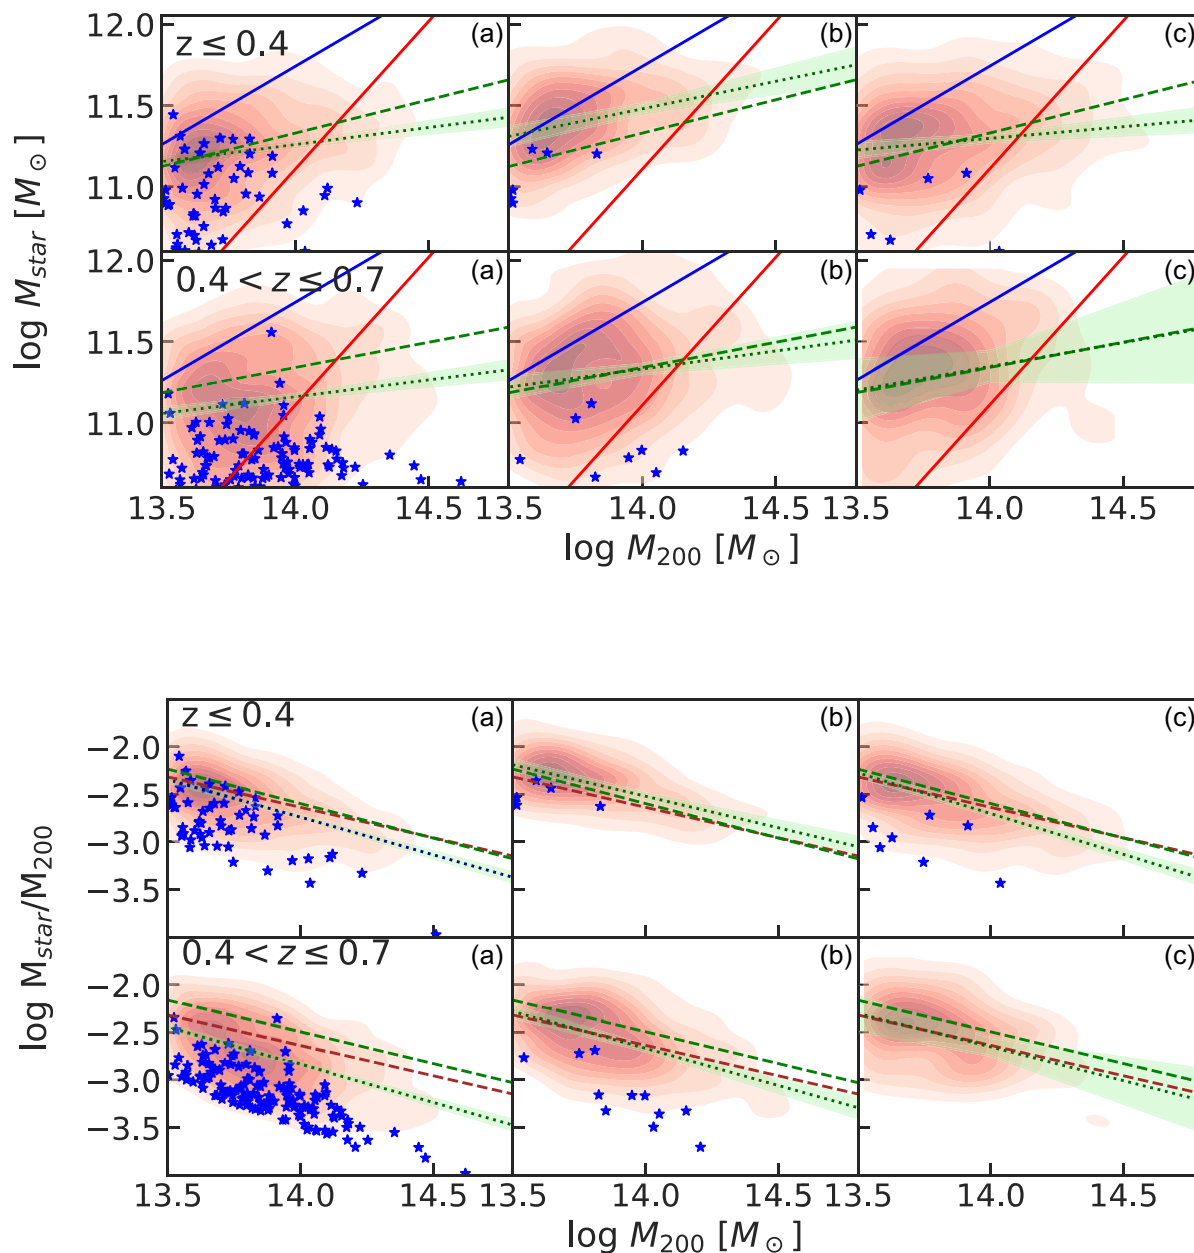 12.0
z ≤ 0.4
(a)
(b)
(c)
11.5
11.0
log M_star [M_⊙]
12.0
0.4 < z ≤ 0.7
(a)
(b)
(c)
11.5
11.0
13.5 14.0 14.5 13.5 14.0 13.5 14.0 14.5
log M_200 [M_⊙]
z ≤ 0.4
(a)
(b)
(c)
−2.0
−2.5
−3.0
−3.5
log M_star/M_200
0.4 < z ≤ 0.7
(a)
(b)
(c)
−2.0
−2.5
−3.0
−3.5
13.5 14.0 14.5 13.5 14.0 13.5 14.0 14.5
log M_200 [M_⊙]